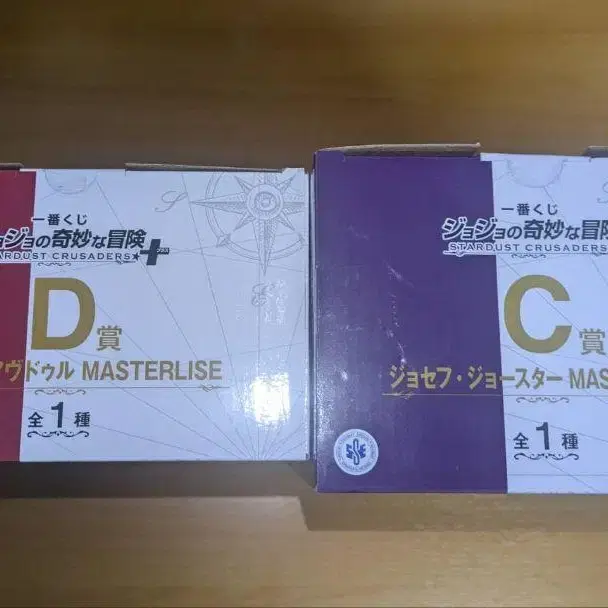 一番くじ
ョジョの奇妙な冒険
ARDUST CRUSADERS★+
D賞
アヴドゥル MASTERLISE
全1種
一番くじ
ジョジョの奇妙な冒険
STARDUST CRUSADERS
C賞
ジョセフ・ジョースター MAS
全1種